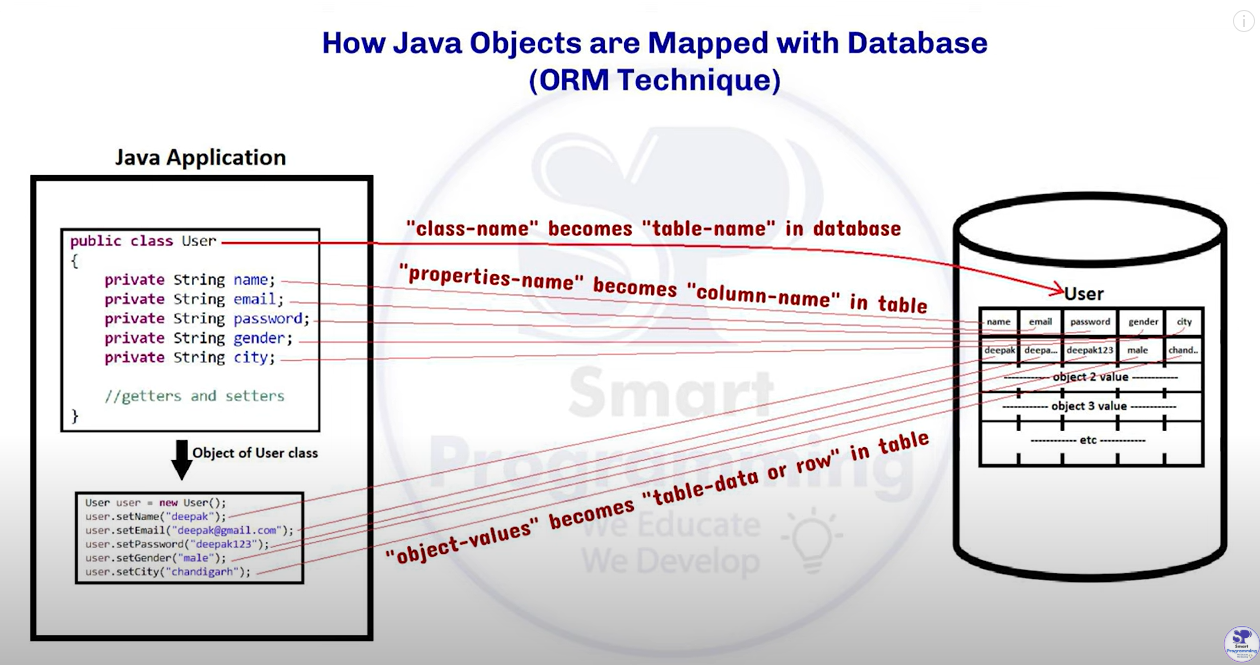 How Java Objects are Mapped with Database
(ORM Technique)
Java Application
public class User
{
private String name;
private String email;
private String password;
private String gender;
private String city;
//getters and setters
}
Object of User class
User user = new User();
user.setName("deepak");
user.setEmail("deepak@gmail.com");
user.setPassword("deepak123");
user.setGender("male");
user.setCity("chandigarh");
"class-name" becomes "table-name" in database
"properties-name" becomes "column-name" in table
"object-values" becomes "table-data or row" in table
User
name email password gender city
deepak deepa... deepak123 male chand..
------------ object 2 value ------------
------------ object 3 value ------------
------------ etc ------------
Smart
Programming
We Educate
We Develop
Smart
Programming